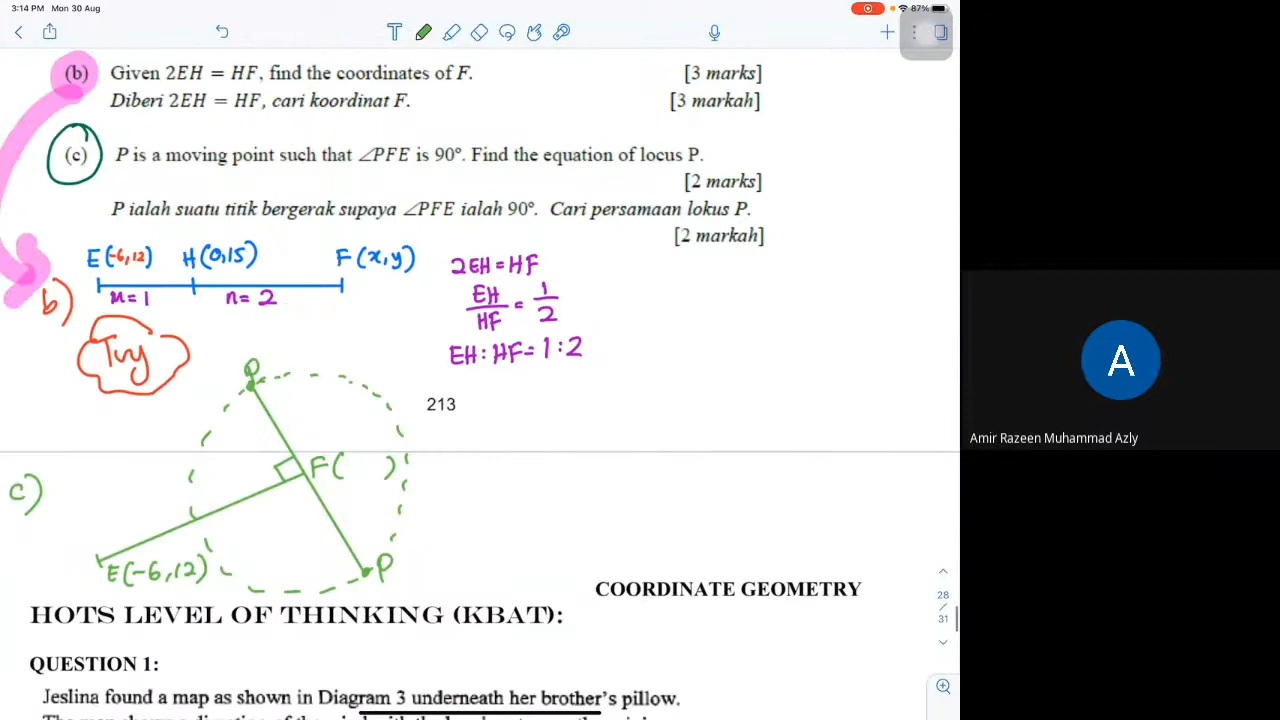 3:14 PM Mon 30 Aug
87%
(b) Given 2EH = HF, find the coordinates of F. [3 marks]
Diberi 2EH = HF, cari koordinat F. [3 markah]
(c) P is a moving point such that ∠PFE is 90°. Find the equation of locus P.
[2 marks]
P ialah suatu titik bergerak supaya ∠PFE ialah 90°. Cari persamaan lokus P.
[2 markah]
E(-6,12) H(0,15) F(x,y)
m=1 n=2
b)
Try
2EH=HF
EH/HF = 1/2
EH:HF=1:2
213
c)
P
F( )
E(-6,12)
P
COORDINATE GEOMETRY
HOTS LEVEL OF THINKING (KBAT):
QUESTION 1:
Jeslina found a map as shown in Diagram 3 underneath her brother's pillow.
28
/
31
A
Amir Razeen Muhammad Azly